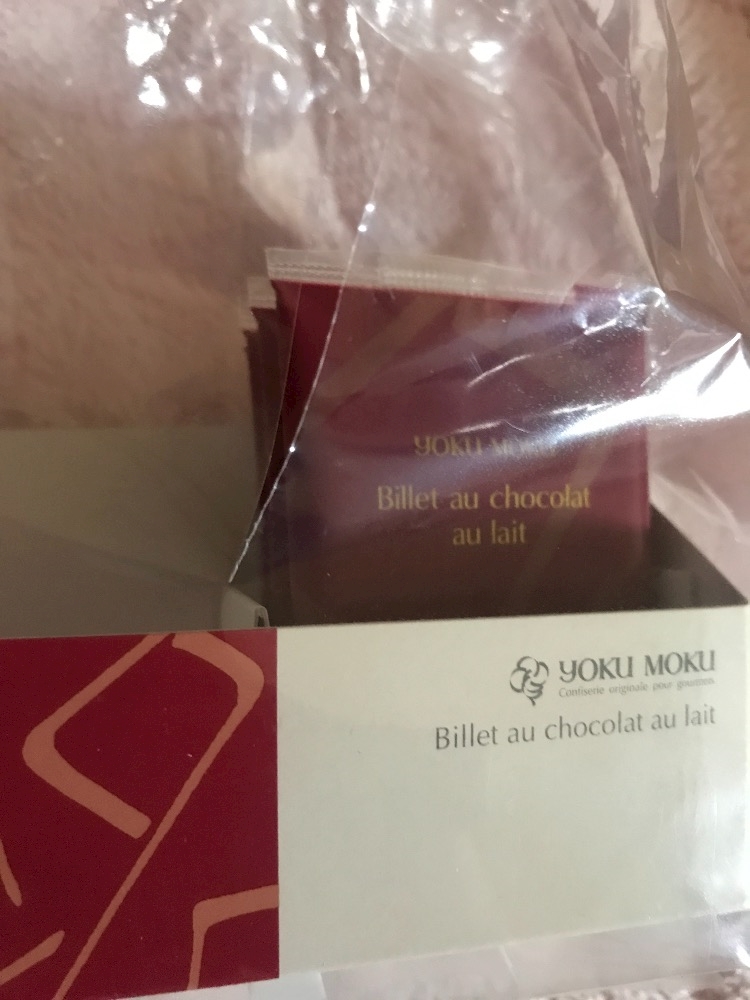 YOKU MOKU
Billet au chocolat
au lait
YOKU MOKU
Confiserie originale pour gourmets
Billet au chocolat au lait